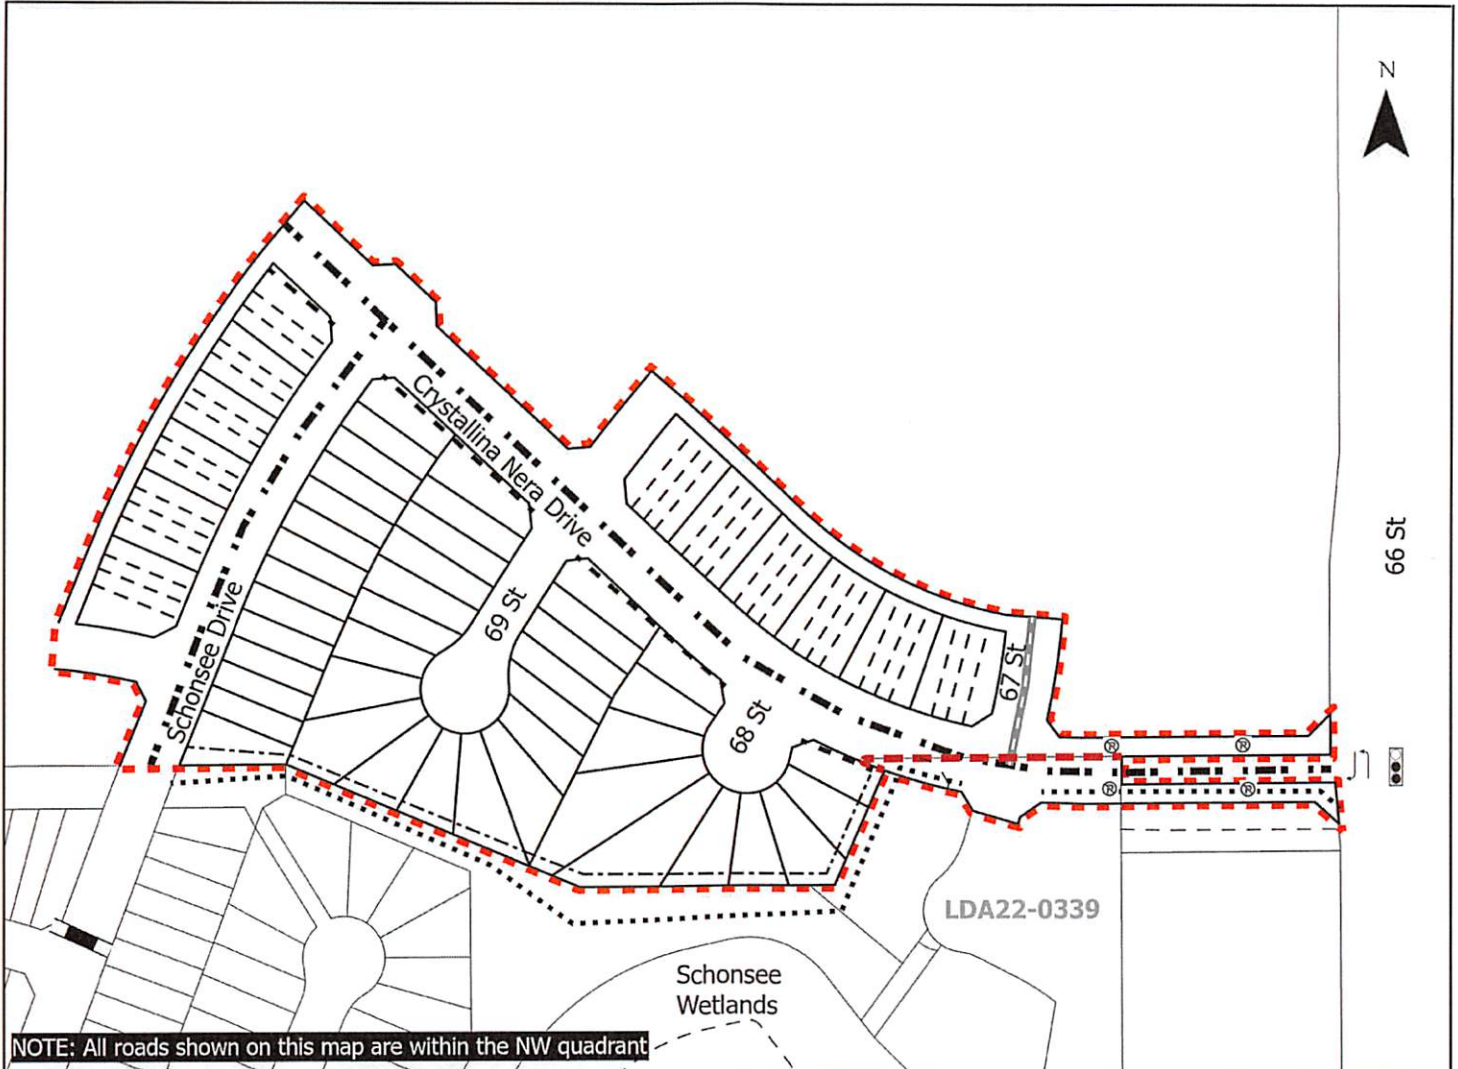 N
Crystallina Nera Drive
66 St
69 St
Schonsee Drive
67 St
68 St
R
R
R
R
LDA22-0339
Schonsee
Wetlands
NOTE: All roads shown on this map are within the NW quadrant